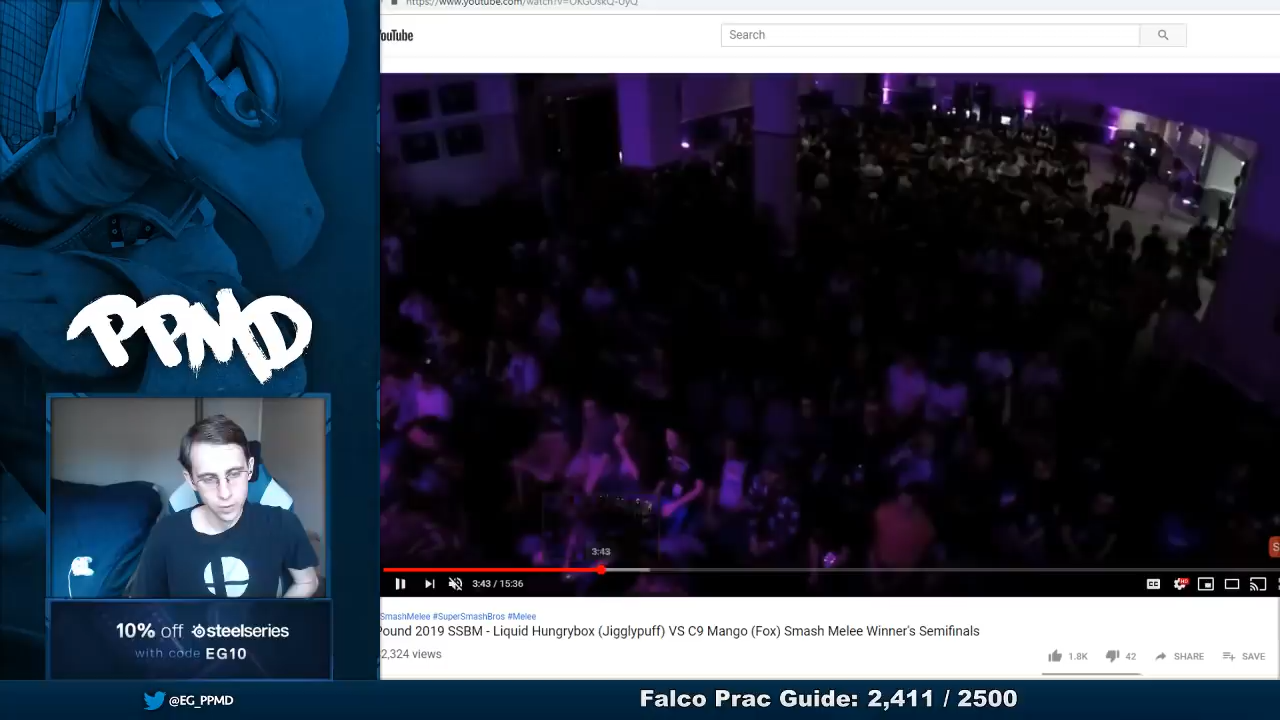 YouTube
Search
PPMD
3:43
3:43 / 15:36
HD
SmashMelee #SuperSmashBros #Melee
Pound 2019 SSBM - Liquid Hungrybox (Jigglypuff) VS C9 Mango (Fox) Smash Melee Winner's Semifinals
2,324 views
1.8K
42
SHARE
SAVE
10% off steelseries
with code EG10
@EG_PPMD
Falco Prac Guide: 2,411 / 2500